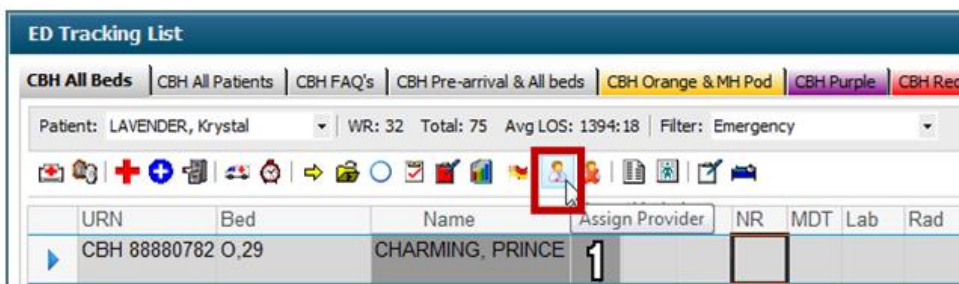 ED Tracking List
CBH All Beds CBH All Patients CBH FAQ's CBH Pre-arrival & All beds CBH Orange & MH Pod CBH Purple CBH Rec
Patient: LAVENDER, Krystal WR: 32 Total: 75 Avg LOS: 1394:18 Filter: Emergency
URN Bed Name Assign Provider NR MDT Lab Rad
CBH 88880782 O,29 CHARMING, PRINCE 1